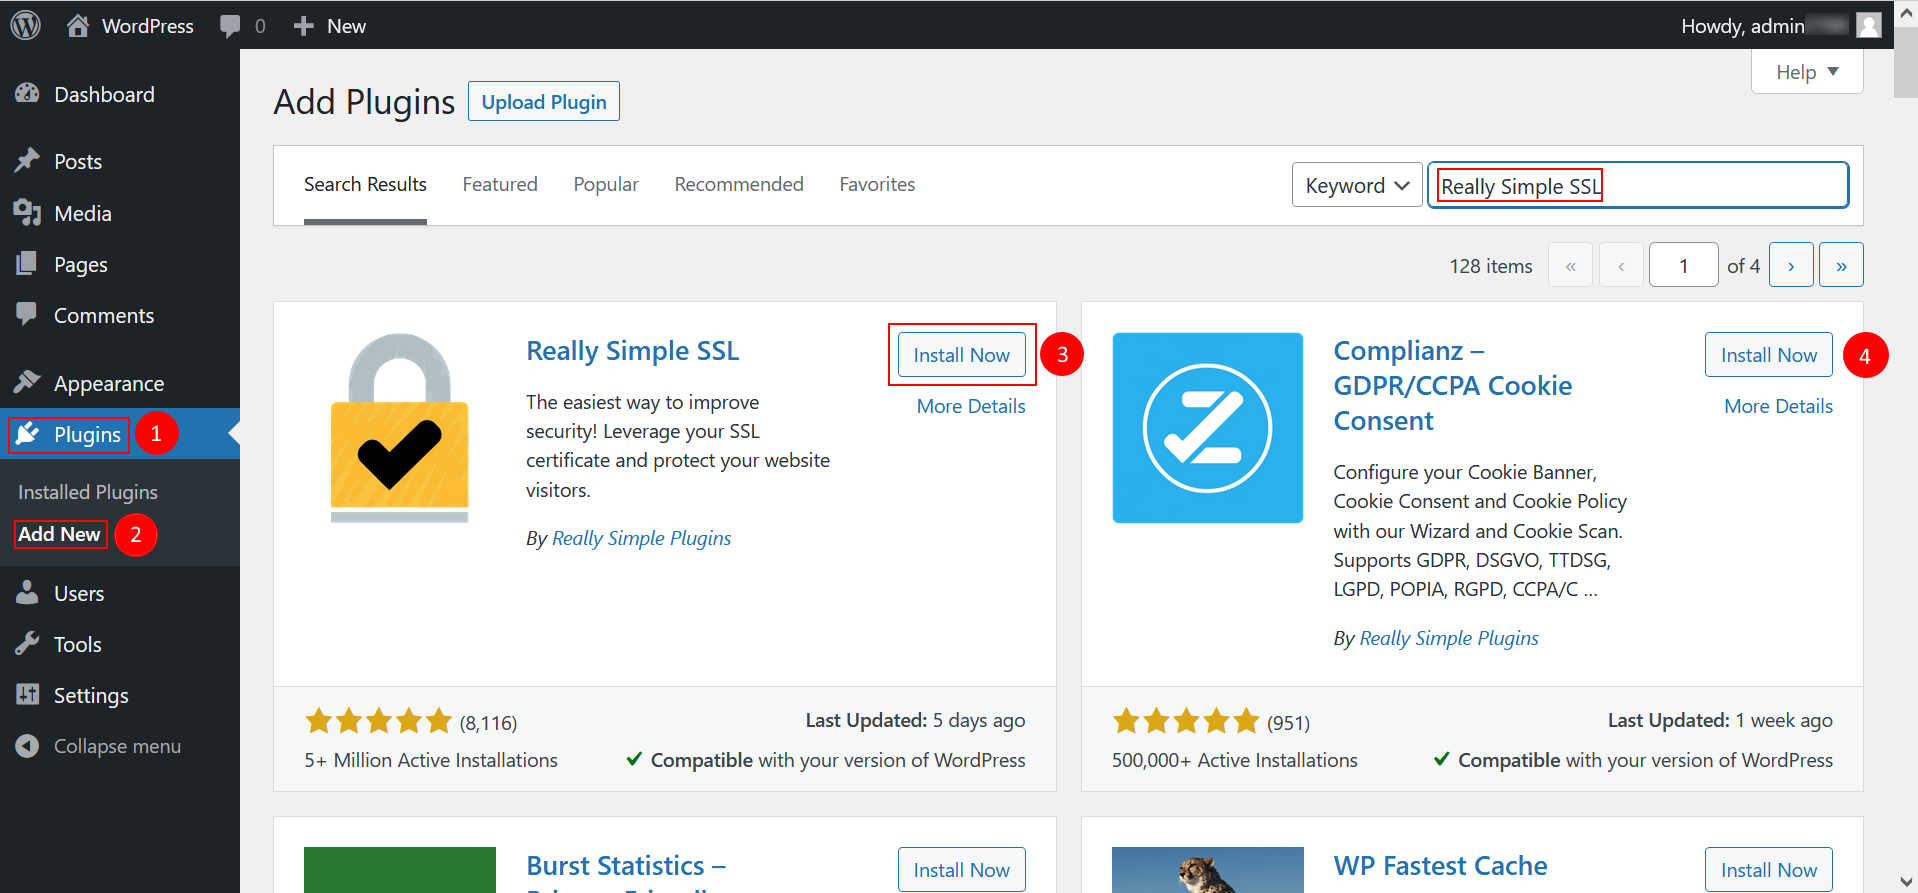 WordPress
0
New
Howdy, admin
Help
Dashboard
Posts
Media
Pages
Comments
Appearance
Plugins
1
Installed Plugins
Add New
2
Users
Tools
Settings
Collapse menu
Add Plugins
Upload Plugin
Search Results
Featured
Popular
Recommended
Favorites
Keyword
Really Simple SSL
128 items
«
‹
1
of 4
›
»
Really Simple SSL
Install Now
3
More Details
The easiest way to improve
security! Leverage your SSL
certificate and protect your website
visitors.
By Really Simple Plugins
(8,116)
Last Updated: 5 days ago
5+ Million Active Installations
Compatible with your version of WordPress
Complianz –
GDPR/CCPA Cookie
Consent
Install Now
4
More Details
Configure your Cookie Banner,
Cookie Consent and Cookie Policy
with our Wizard and Cookie Scan.
Supports GDPR, DSGVO, TTDSG,
LGPD, POPIA, RGPD, CCPA/C ...
By Really Simple Plugins
(951)
Last Updated: 1 week ago
500,000+ Active Installations
Compatible with your version of WordPress
Burst Statistics –
Install Now
WP Fastest Cache
Install Now